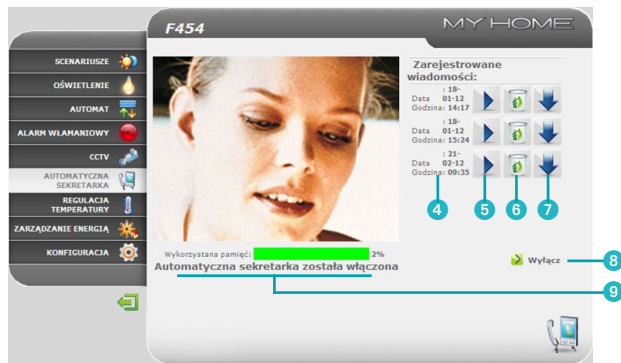 F454
MY HOME
SCENARIUSZE
OŚWIETLENIE
AUTOMAT
ALARM WŁAMANIOWY
CCTV
AUTOMATYCZNA
SEKRETARKA
REGULACJA
TEMPERATURY
ZARZĄDZANIE ENERGIĄ
KONFIGURACJA
Zarejestrowane
wiadomości:
: 18-
Data 01-12
Godzina: 14:17
: 18-
Data 01-12
Godzina: 15:24
: 21-
Data 02-12
Godzina: 09:35
4
5
6
7
Wykorzystana pamięć: 2%
Automatyczna sekretarka została włączona
Wyłącz
8
9